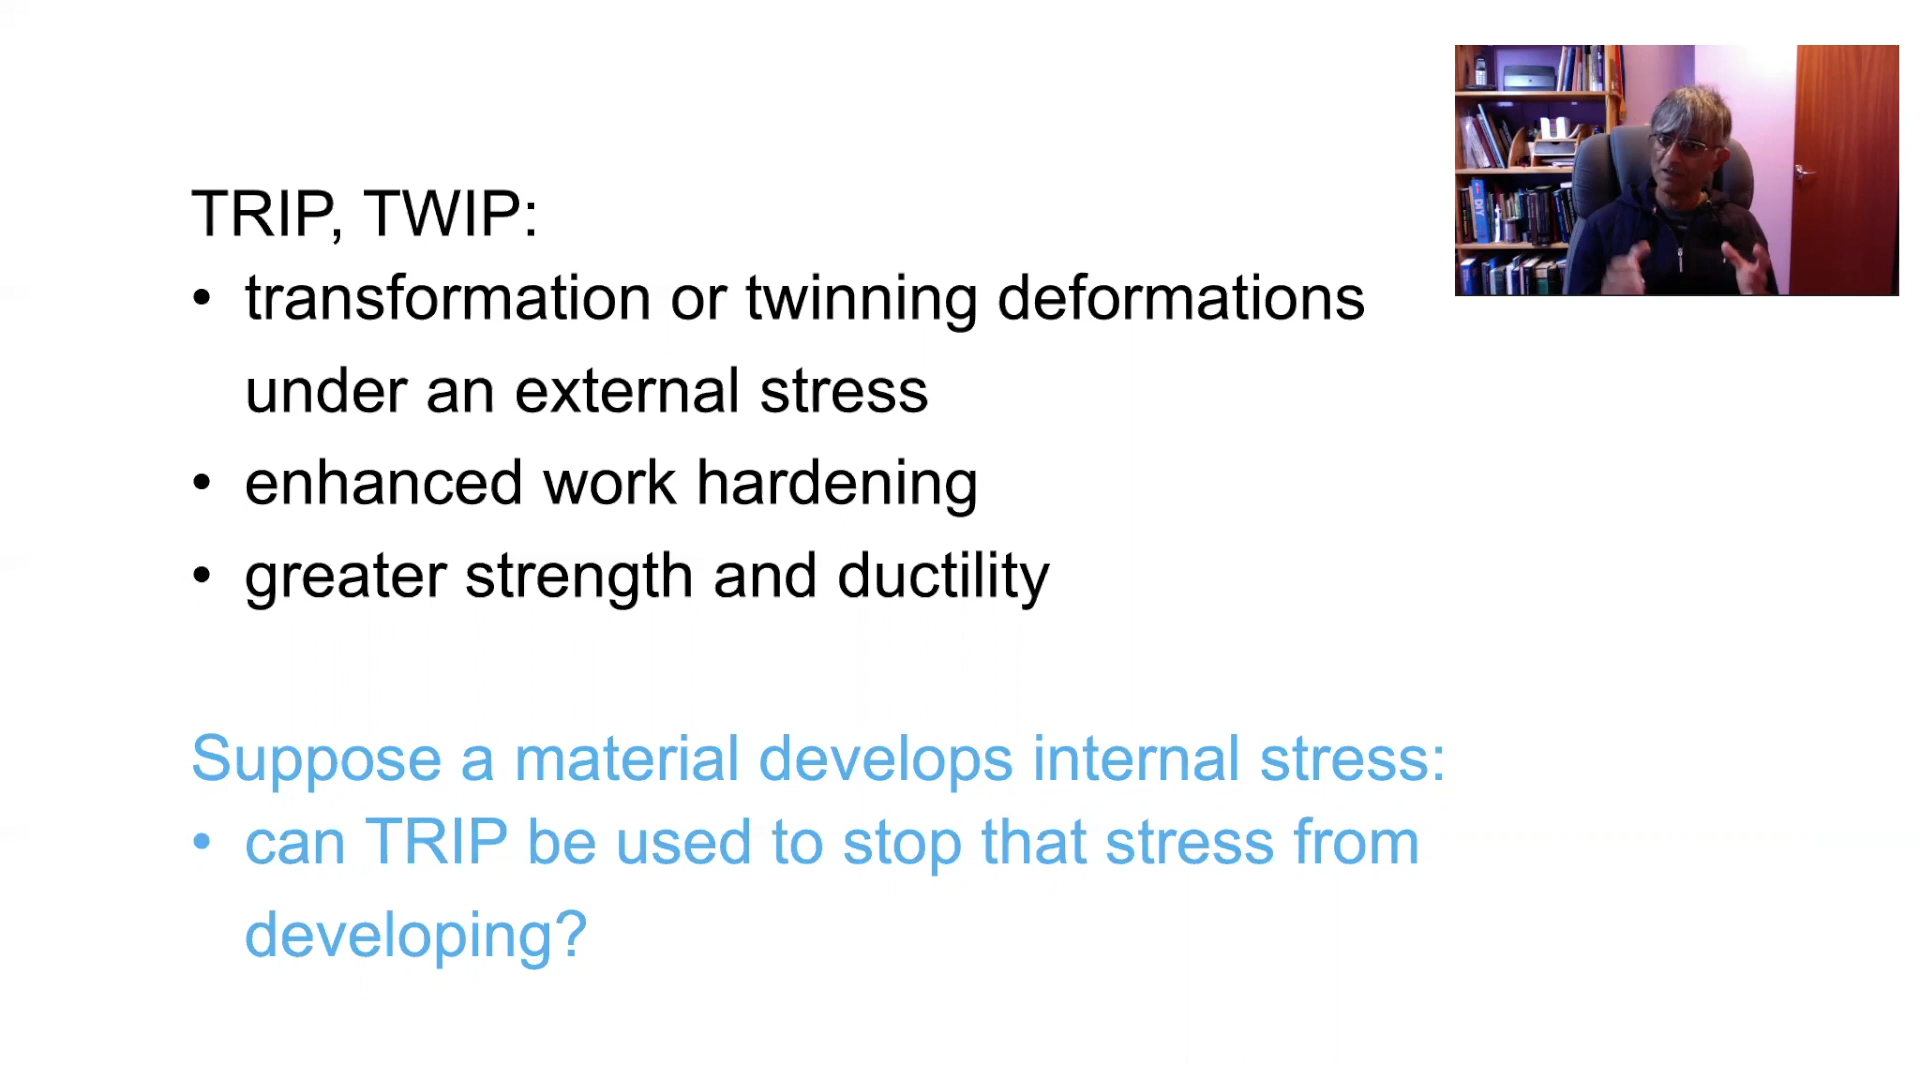 TRIP, TWIP:
• transformation or twinning deformations
under an external stress
• enhanced work hardening
• greater strength and ductility
Suppose a material develops internal stress:
• can TRIP be used to stop that stress from
developing?
DIY